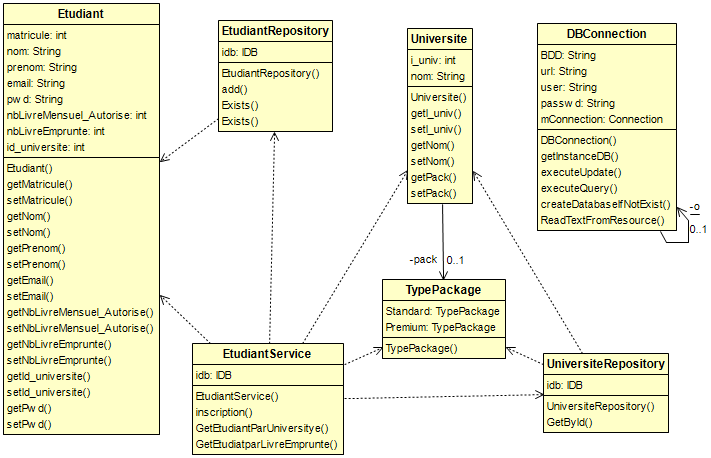 Etudiant
matricule: int
nom: String
prenom: String
email: String
pwd: String
nbLivreMensuel_Autorise: int
nbLivreEmprunte: int
id_universite: int
Etudiant()
getMatricule()
setMatricule()
getNom()
setNom()
getPrenom()
setPrenom()
getEmail()
setEmail()
getNbLivreMensuel_Autorise()
setNbLivreMensuel_Autorise()
getNbLivreEmprunte()
setNbLivreEmprunte()
getId_universite()
setId_universite()
getPwd()
setPwd()
EtudiantRepository
idb: IDB
EtudiantRepository()
add()
Exists()
Exists()
Universite
i_univ: int
nom: String
Universite()
getI_univ()
setI_univ()
getNom()
setNom()
getPack()
setPack()
DBConnection
BDD: String
url: String
user: String
passwd: String
mConnection: Connection
DBConnection()
getInstanceDB()
executeUpdate()
executeQuery()
createDatabaseIfNotExist()
ReadTextFromResource()
-o
0..1
-pack 0..1
TypePackage
Standard: TypePackage
Premium: TypePackage
TypePackage()
EtudiantService
idb: IDB
EtudiantService()
inscription()
GetEtudiantParUniversitye()
GetEtudiatparLivreEmprunte()
UniversiteRepository
idb: IDB
UniversiteRepository()
GetById()